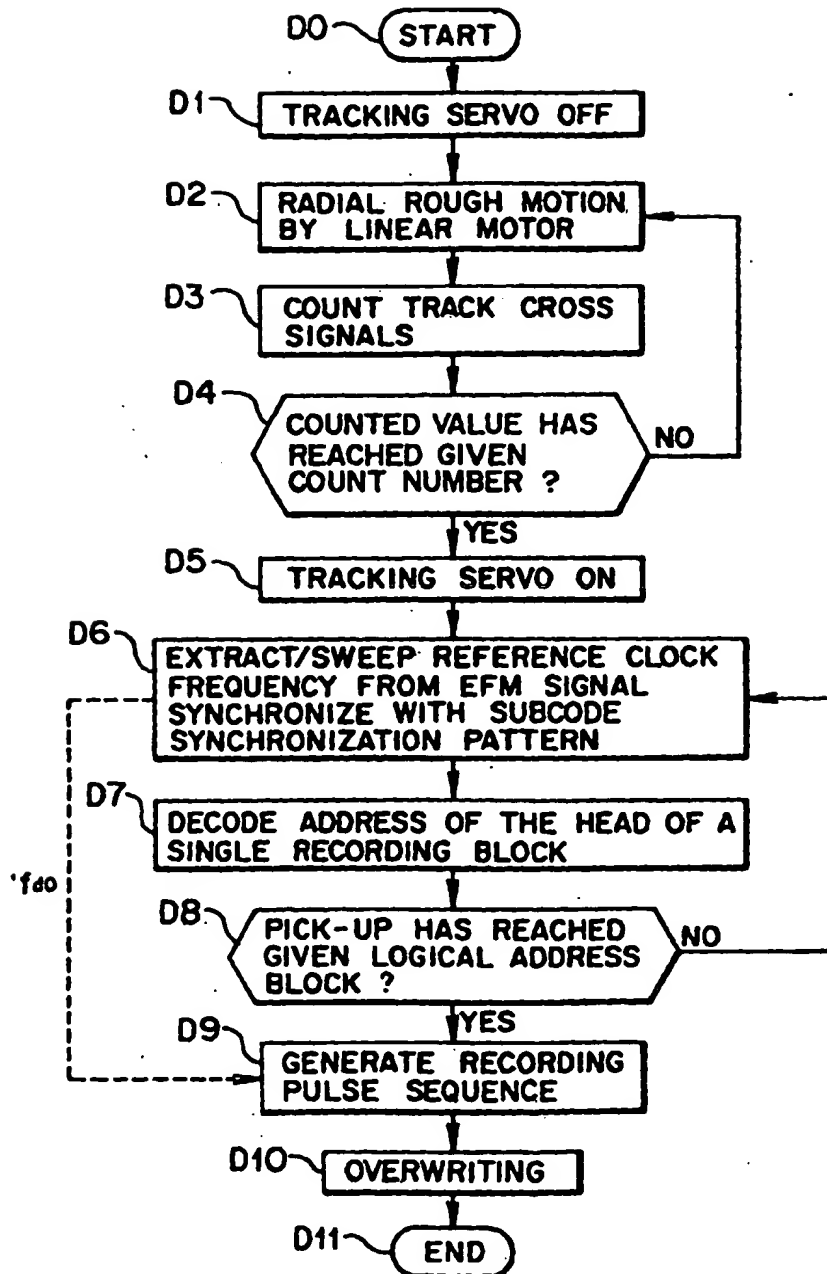 D0
START
D1
TRACKING SERVO OFF
D2
RADIAL ROUGH MOTION
BY LINEAR MOTOR
D3
COUNT TRACK CROSS
SIGNALS
D4
COUNTED VALUE HAS
REACHED GIVEN
COUNT NUMBER ?
NO
YES
D5
TRACKING SERVO ON
D6
EXTRACT/SWEEP REFERENCE CLOCK
FREQUENCY FROM EFM SIGNAL
SYNCHRONIZE WITH SUBCODE
SYNCHRONIZATION PATTERN
D7
DECODE ADDRESS OF THE HEAD OF A
SINGLE RECORDING BLOCK
fdo
D8
PICK-UP HAS REACHED
GIVEN LOGICAL ADDRESS
BLOCK ?
NO
YES
D9
GENERATE RECORDING
PULSE SEQUENCE
D10
OVERWRITING
D11
END